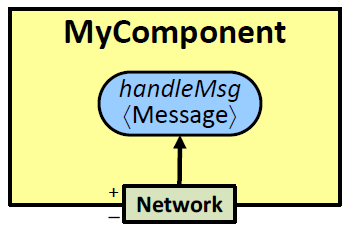 MyComponent
handleMsg
〈Message〉
+
Network
−